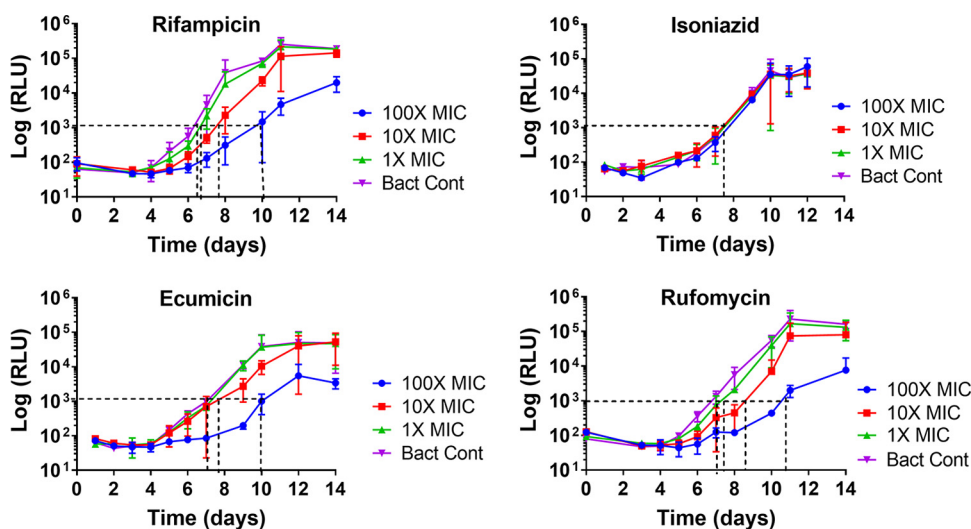 Rifampicin
Log (RLU)
10⁶
10⁵
10⁴
10³
10²
10¹
0 2 4 6 8 10 12 14
Time (days)
100X MIC
10X MIC
1X MIC
Bact Cont
Isoniazid
Log (RLU)
10⁶
10⁵
10⁴
10³
10²
10¹
0 2 4 6 8 10 12 14
Time (days)
100X MIC
10X MIC
1X MIC
Bact Cont
Ecumicin
Log (RLU)
10⁶
10⁵
10⁴
10³
10²
10¹
0 2 4 6 8 10 12 14
Time (days)
100X MIC
10X MIC
1X MIC
Bact Cont
Rufomycin
Log (RLU)
10⁶
10⁵
10⁴
10³
10²
10¹
0 2 4 6 8 10 12 14
Time (days)
100X MIC
10X MIC
1X MIC
Bact Cont